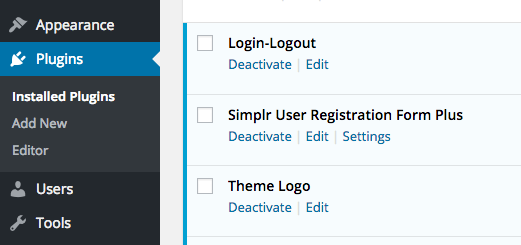 Appearance
Plugins
Installed Plugins
Add New
Editor
Users
Tools
Login-Logout
Deactivate | Edit
Simplr User Registration Form Plus
Deactivate | Edit | Settings
Theme Logo
Deactivate | Edit